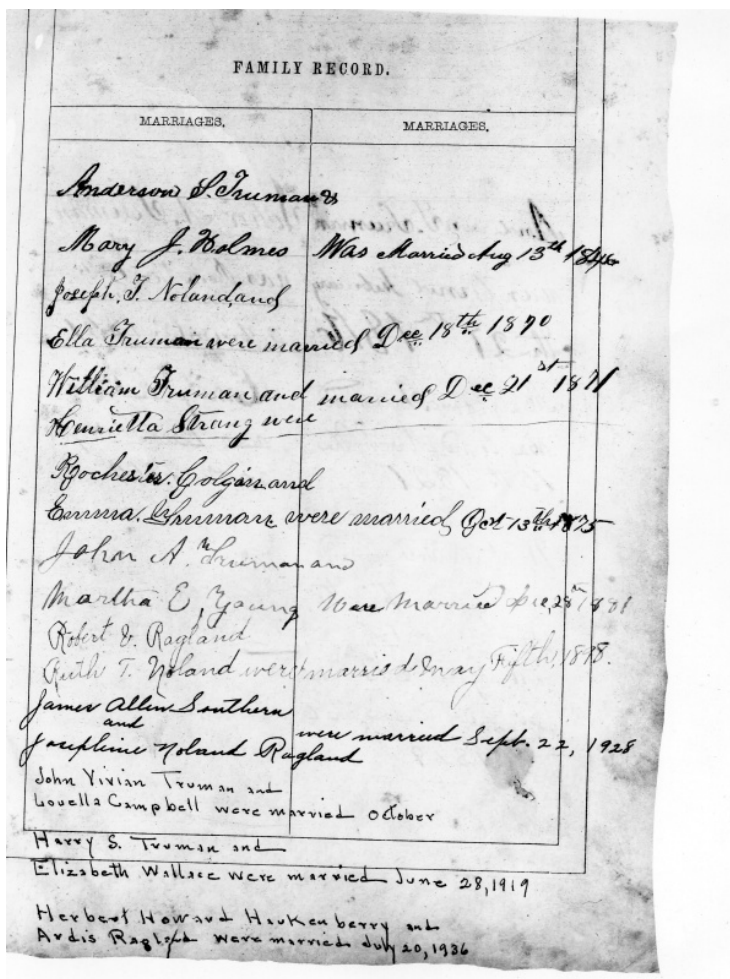 FAMILY RECORD.
MARRIAGES. MARRIAGES.
Anderson S. Truman &
Mary J. Holmes Was Married Aug 13th 1846
Joseph T. Noland, and
Ella Truman were married Dec 18th 1870
William Truman and married Dec 21st 1871
Henrietta Strang were
Rochester Colgin and
Emma Truman were married Oct 13th 1875
John A Truman and
Martha E, Young Were Married Dec, 28th 1881
Robert V. Ragland
Ruth T. Noland were married May Fifth, 1898.
James Allen Southern
and were married Sept. 22, 1928
Josephine Noland Ragland
John Vivian Truman and
Louella Campbell were married October
Harry S. Truman and
Elizabeth Wallace were married June 28, 1919
Herbert Howard Haukenberry and
Ardis Ragland were married July 20, 1936